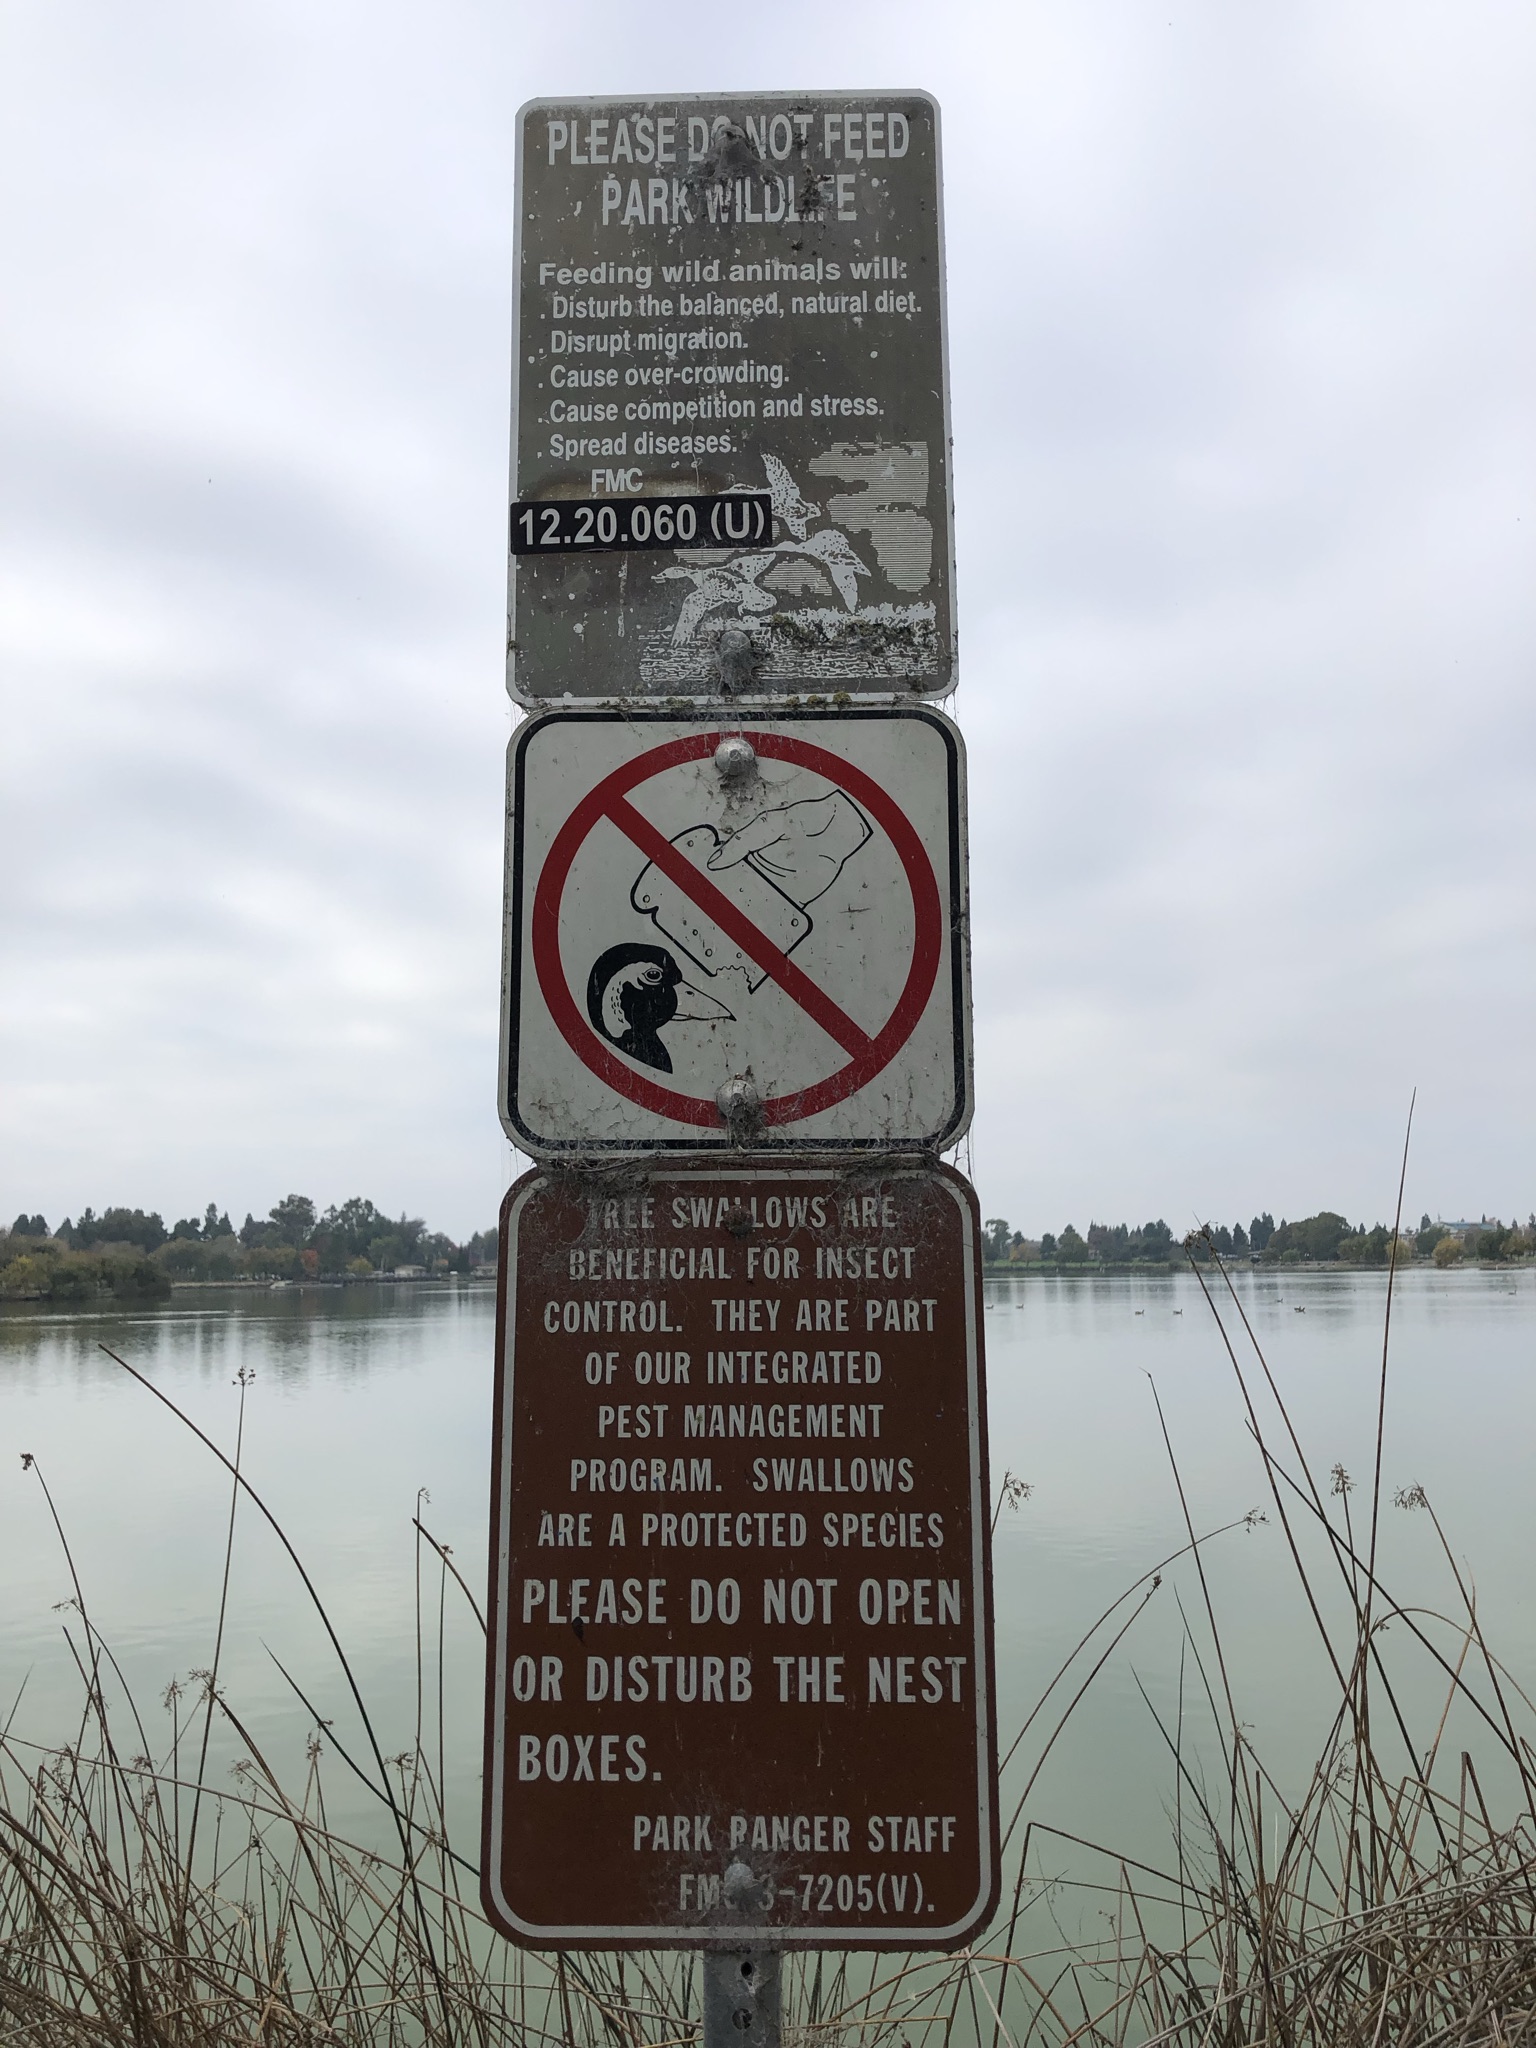 PLEASE DO NOT FEED
PARK WILDLIFE
Feeding wild animals will:
. Disturb the balanced, natural diet.
. Disrupt migration.
. Cause over-crowding.
. Cause competition and stress.
. Spread diseases.
FMC
12.20.060 (U)
TREE SWALLOWS ARE
BENEFICIAL FOR INSECT
CONTROL. THEY ARE PART
OF OUR INTEGRATED
PEST MANAGEMENT
PROGRAM. SWALLOWS
ARE A PROTECTED SPECIES
PLEASE DO NOT OPEN
OR DISTURB THE NEST
BOXES.
PARK RANGER STAFF